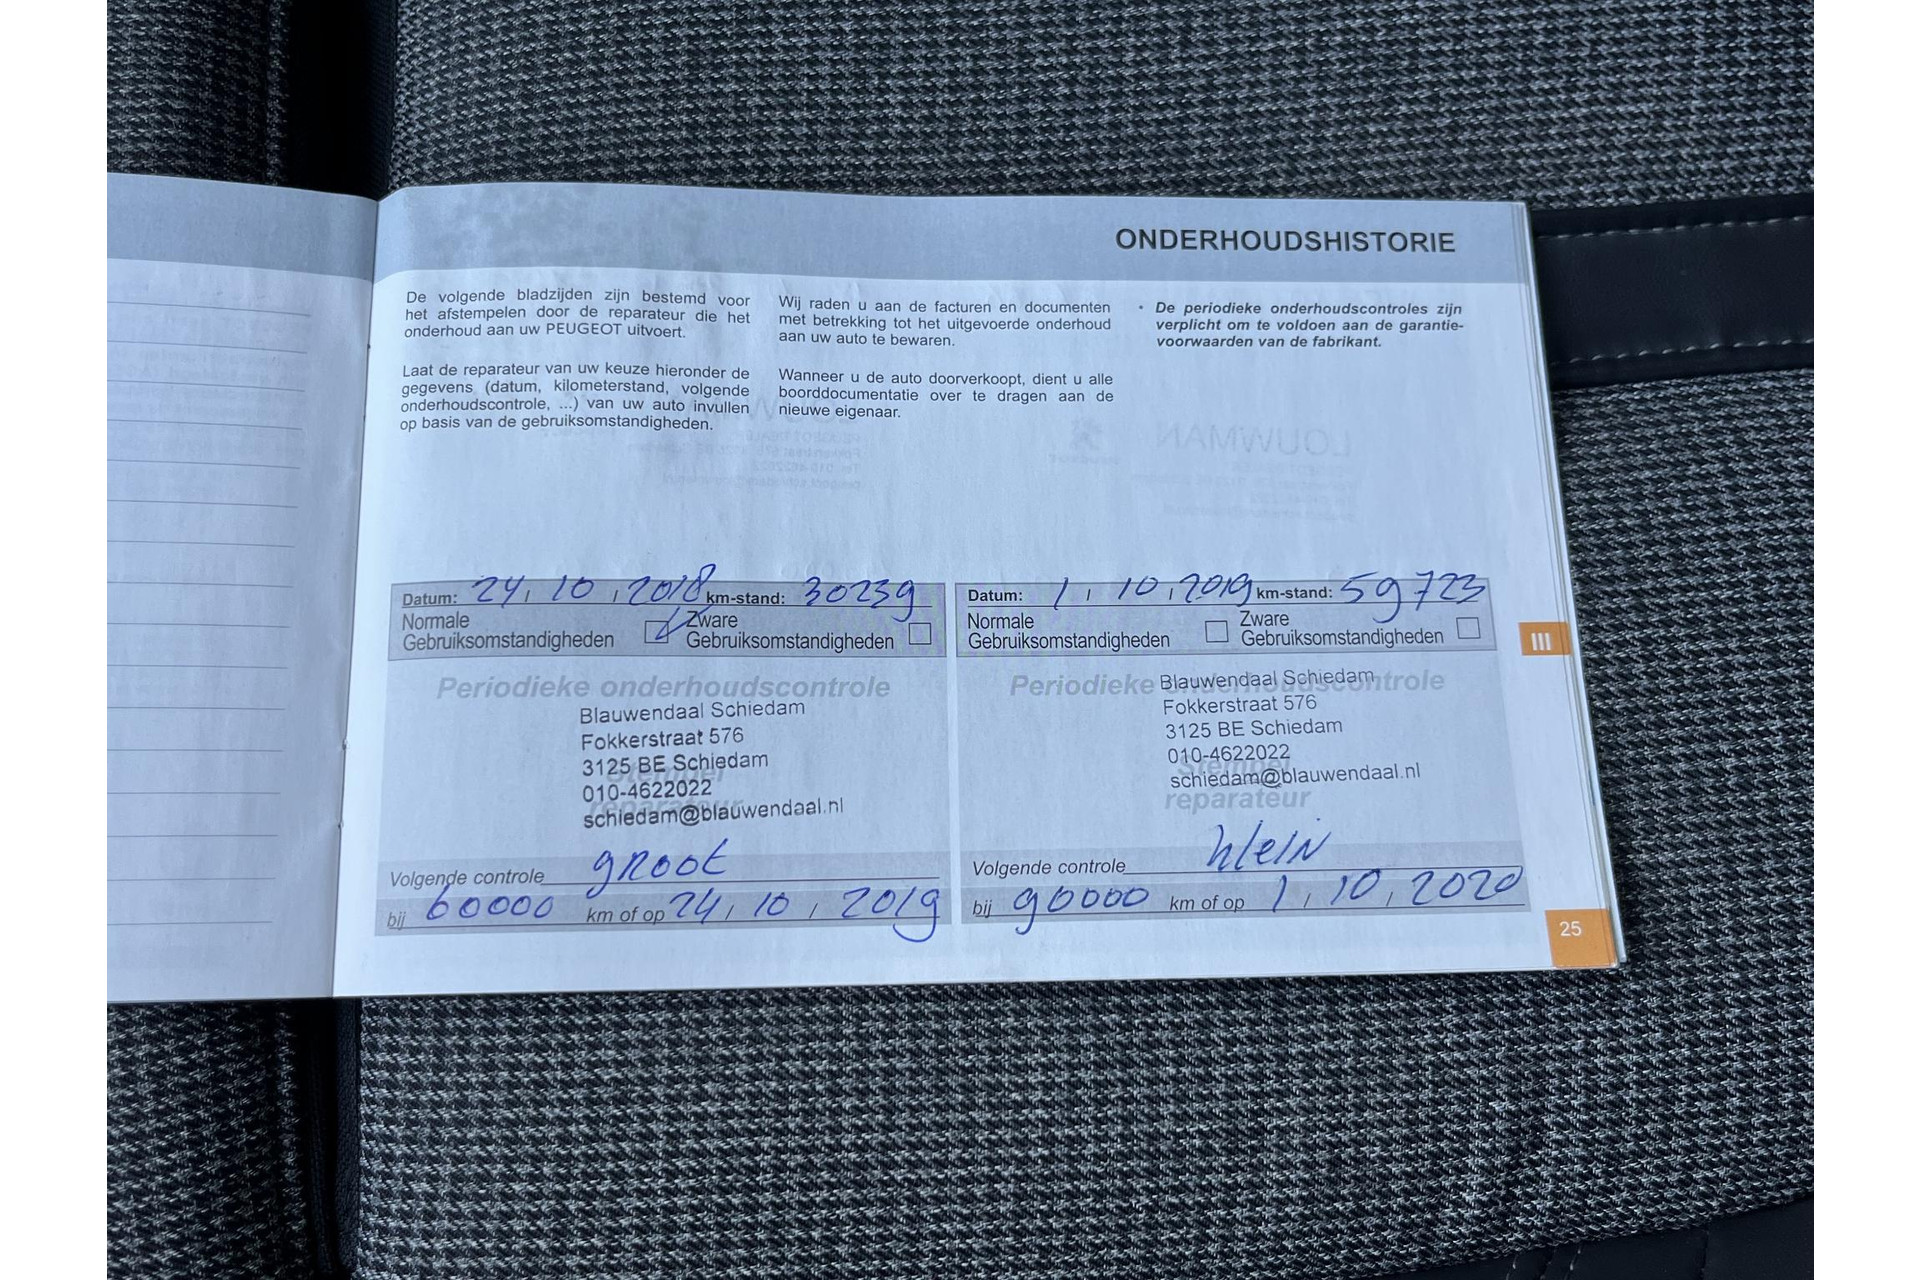 ONDERHOUDSHISTORIE
De volgende bladzijden zijn bestemd voor
het afstempelen door de reparateur die het
onderhoud aan uw PEUGEOT uitvoert.
Laat de reparateur van uw keuze hieronder de
gegevens (datum, kilometerstand, volgende
onderhoudscontrole, ...) van uw auto invullen
op basis van de gebruiksomstandigheden.
Wij raden u aan de facturen en documenten
met betrekking tot het uitgevoerde onderhoud
aan uw auto te bewaren.
Wanneer u de auto doorverkoopt, dient u alle
boorddocumentatie over te dragen aan de
nieuwe eigenaar.
• De periodieke onderhoudscontroles zijn
verplicht om te voldoen aan de garantie-
voorwaarden van de fabrikant.
LOUWMAN
Datum: 24, 10, 2018 km-stand: 30239
Normale
Gebruiksomstandigheden
Zware
Gebruiksomstandigheden
Periodieke onderhoudscontrole
Blauwendaal Schiedam
Fokkerstraat 576
3125 BE Schiedam
Stempel
010-4622022
reparateur
schiedam@blauwendaal.nl
Volgende controle groot
bij 60000 km of op 24, 10, 2019
Datum: 1, 10, 2019 km-stand: 59723
Normale
Gebruiksomstandigheden
Zware
Gebruiksomstandigheden
Periodieke onderhoudscontrole
Blauwendaal Schiedam
Fokkerstraat 576
3125 BE Schiedam
010-4622022
Stempel
schiedam@blauwendaal.nl
reparateur
Volgende controle klein
bij 90000 km of op 1, 10, 2020
III
25